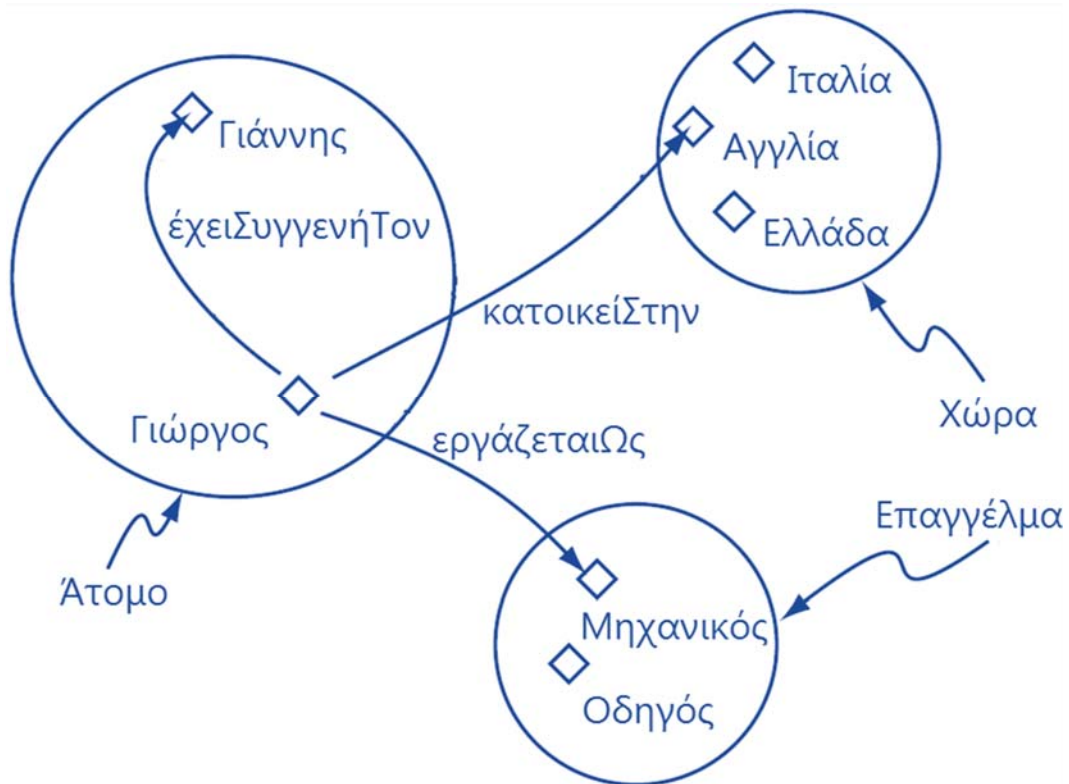 Ιταλία
Γιάννης
Αγγλία
έχειΣυγγενήΤον
Ελλάδα
κατοικείΣτην
Γιώργος
εργάζεταιΩς
Χώρα
Επαγγέλμα
Άτομο
Μηχανικός
Οδηγός